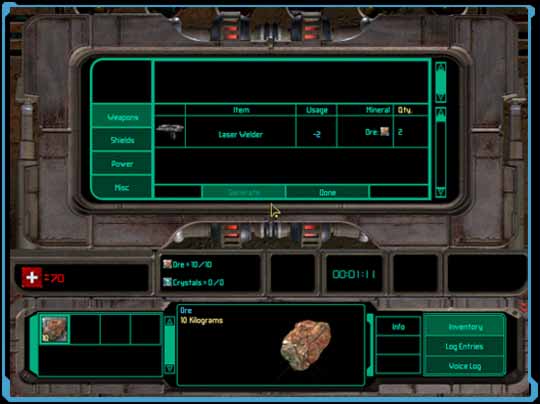 Item Usage Mineral Qty.
Weapons
Laser Welder -2 Ore: 2
Shields
Power
Misc
Generate Done
=70
Ore = 10/10
Crystals = 0/0
00:01:11
10
Ore
10 Kilograms
Info
Inventory
Log Entries
Voice Log